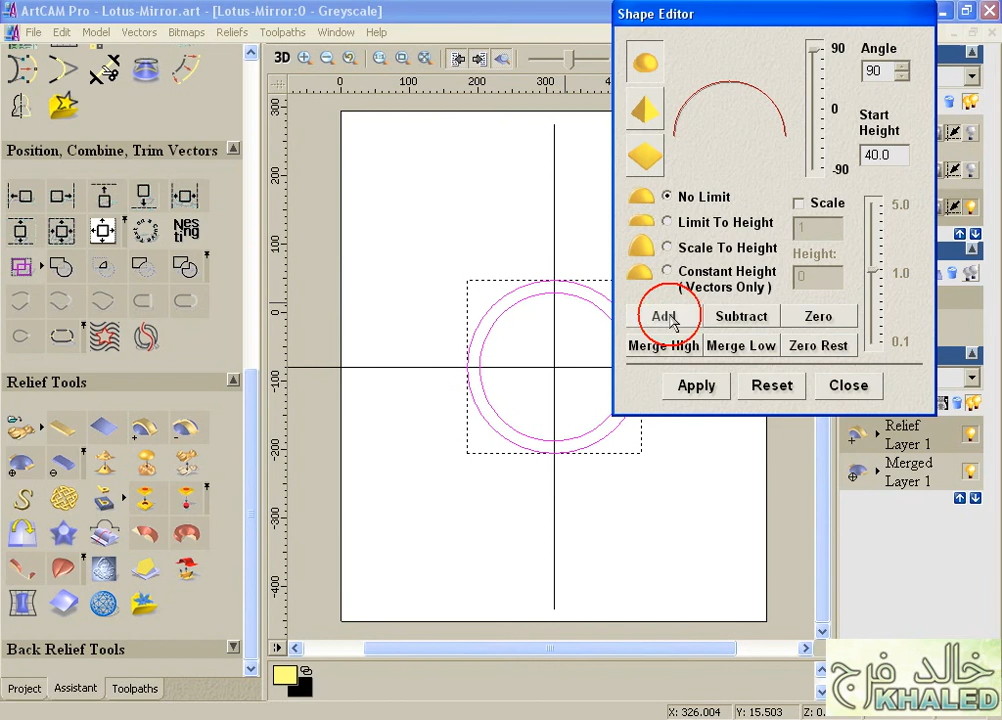 ArtCAM Pro - Lotus-Mirror.art - [Lotus-Mirror:0 - Greyscale]
File Edit Model Vectors Bitmaps Reliefs Toolpaths Window Help
3D
0 100 200 300 400
300
200
100
0
-100
-200
-300
-400
Position, Combine, Trim Vectors
Nes
ting
Relief Tools
Back Relief Tools
Project Assistant Toolpaths
Shape Editor
90
0
-90
Angle
90
Start
Height
40.0
No Limit
Limit To Height
Scale To Height
Constant Height
( Vectors Only )
Scale
1
Height:
0
5.0
1.0
0.1
Add Subtract Zero
Merge High Merge Low Zero Rest
Apply Reset Close
Relief
Layer 1
Merged
Layer 1
X: 326.004 Y: 15.503
خالد فرج
KHALED